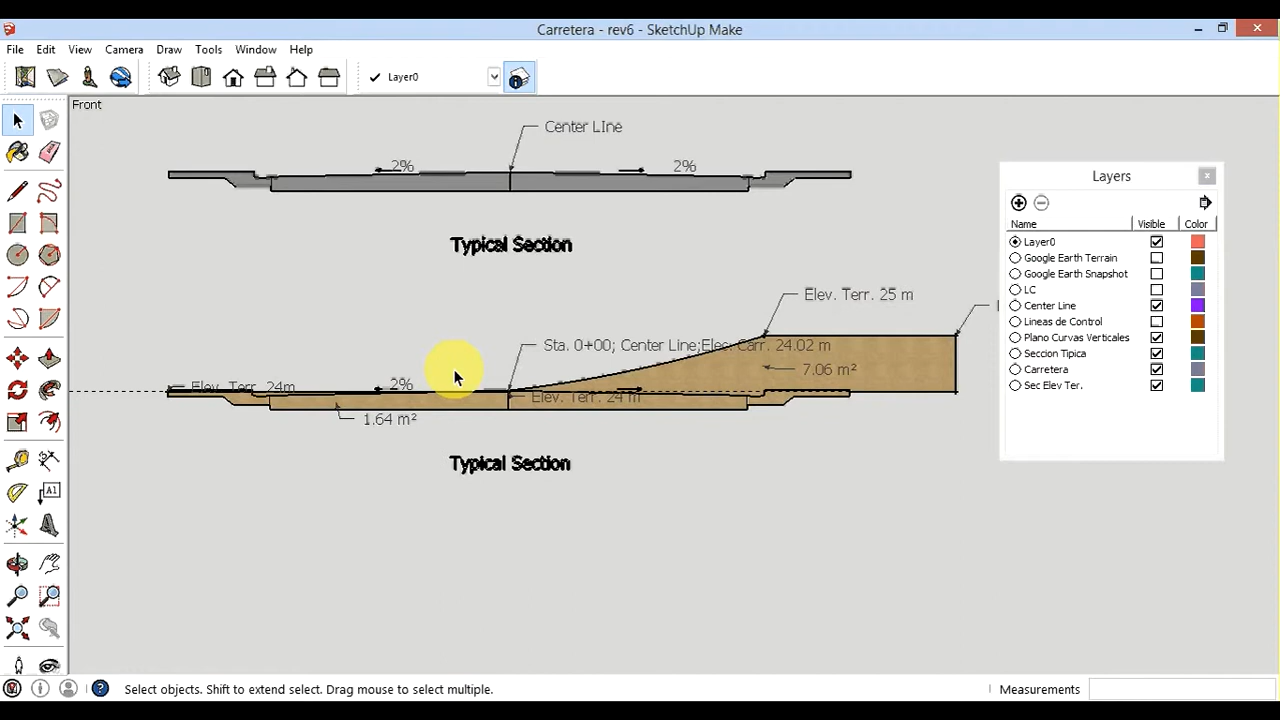 Carretera - rev6 - SketchUp Make
File Edit View Camera Draw Tools Window Help
Layer0
Front
Center LIne
2% 2%
Typical Section
Elev. Terr. 25 m
Sta. 0+00; Center Line;Elec. Carr. 24.02 m
7.06 m²
Elev. Terr. 24m
2%
Elev. Terr. 24 m
1.64 m²
Typical Section
Layers
Name Visible Color
Layer0
Google Earth Terrain
Google Earth Snapshot
LC
Center Line
Lineas de Control
Plano Curvas Verticales
Seccion Tipica
Carretera
Sec Elev Ter.
A1
Select objects. Shift to extend select. Drag mouse to select multiple.
Measurements